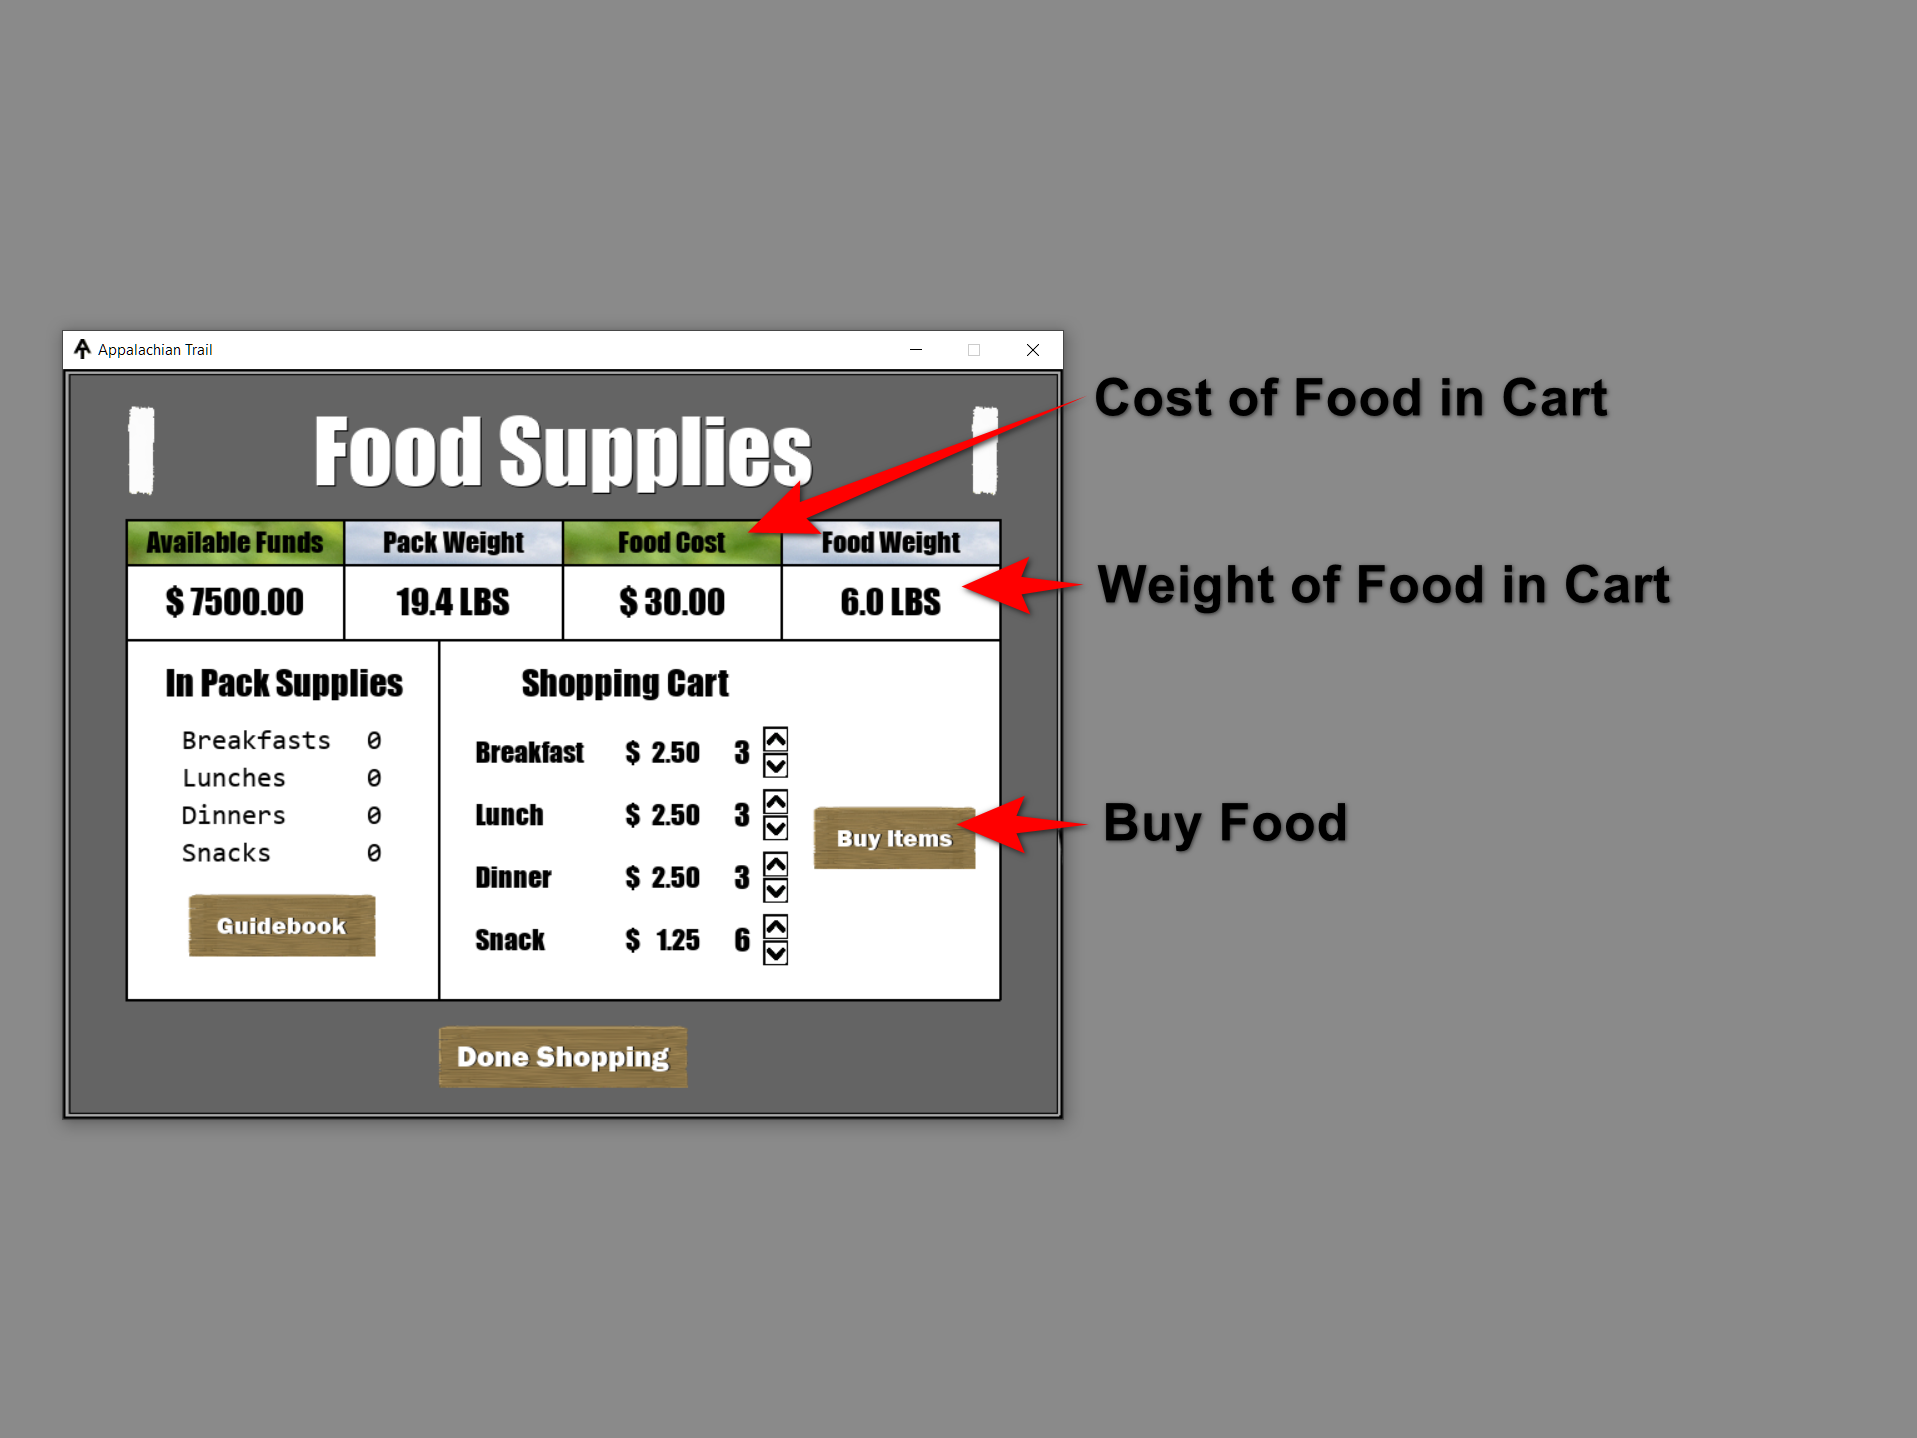 Appalachian Trail
Food Supplies
Cost of Food in Cart
Available Funds Pack Weight Food Cost Food Weight
$ 7500.00 19.4 LBS $ 30.00 6.0 LBS
Weight of Food in Cart
In Pack Supplies
Breakfasts 0
Lunches 0
Dinners 0
Snacks 0
Guidebook
Shopping Cart
Breakfast $ 2.50 3
Lunch $ 2.50 3
Dinner $ 2.50 3
Snack $ 1.25 6
Buy Items
Buy Food
Done Shopping